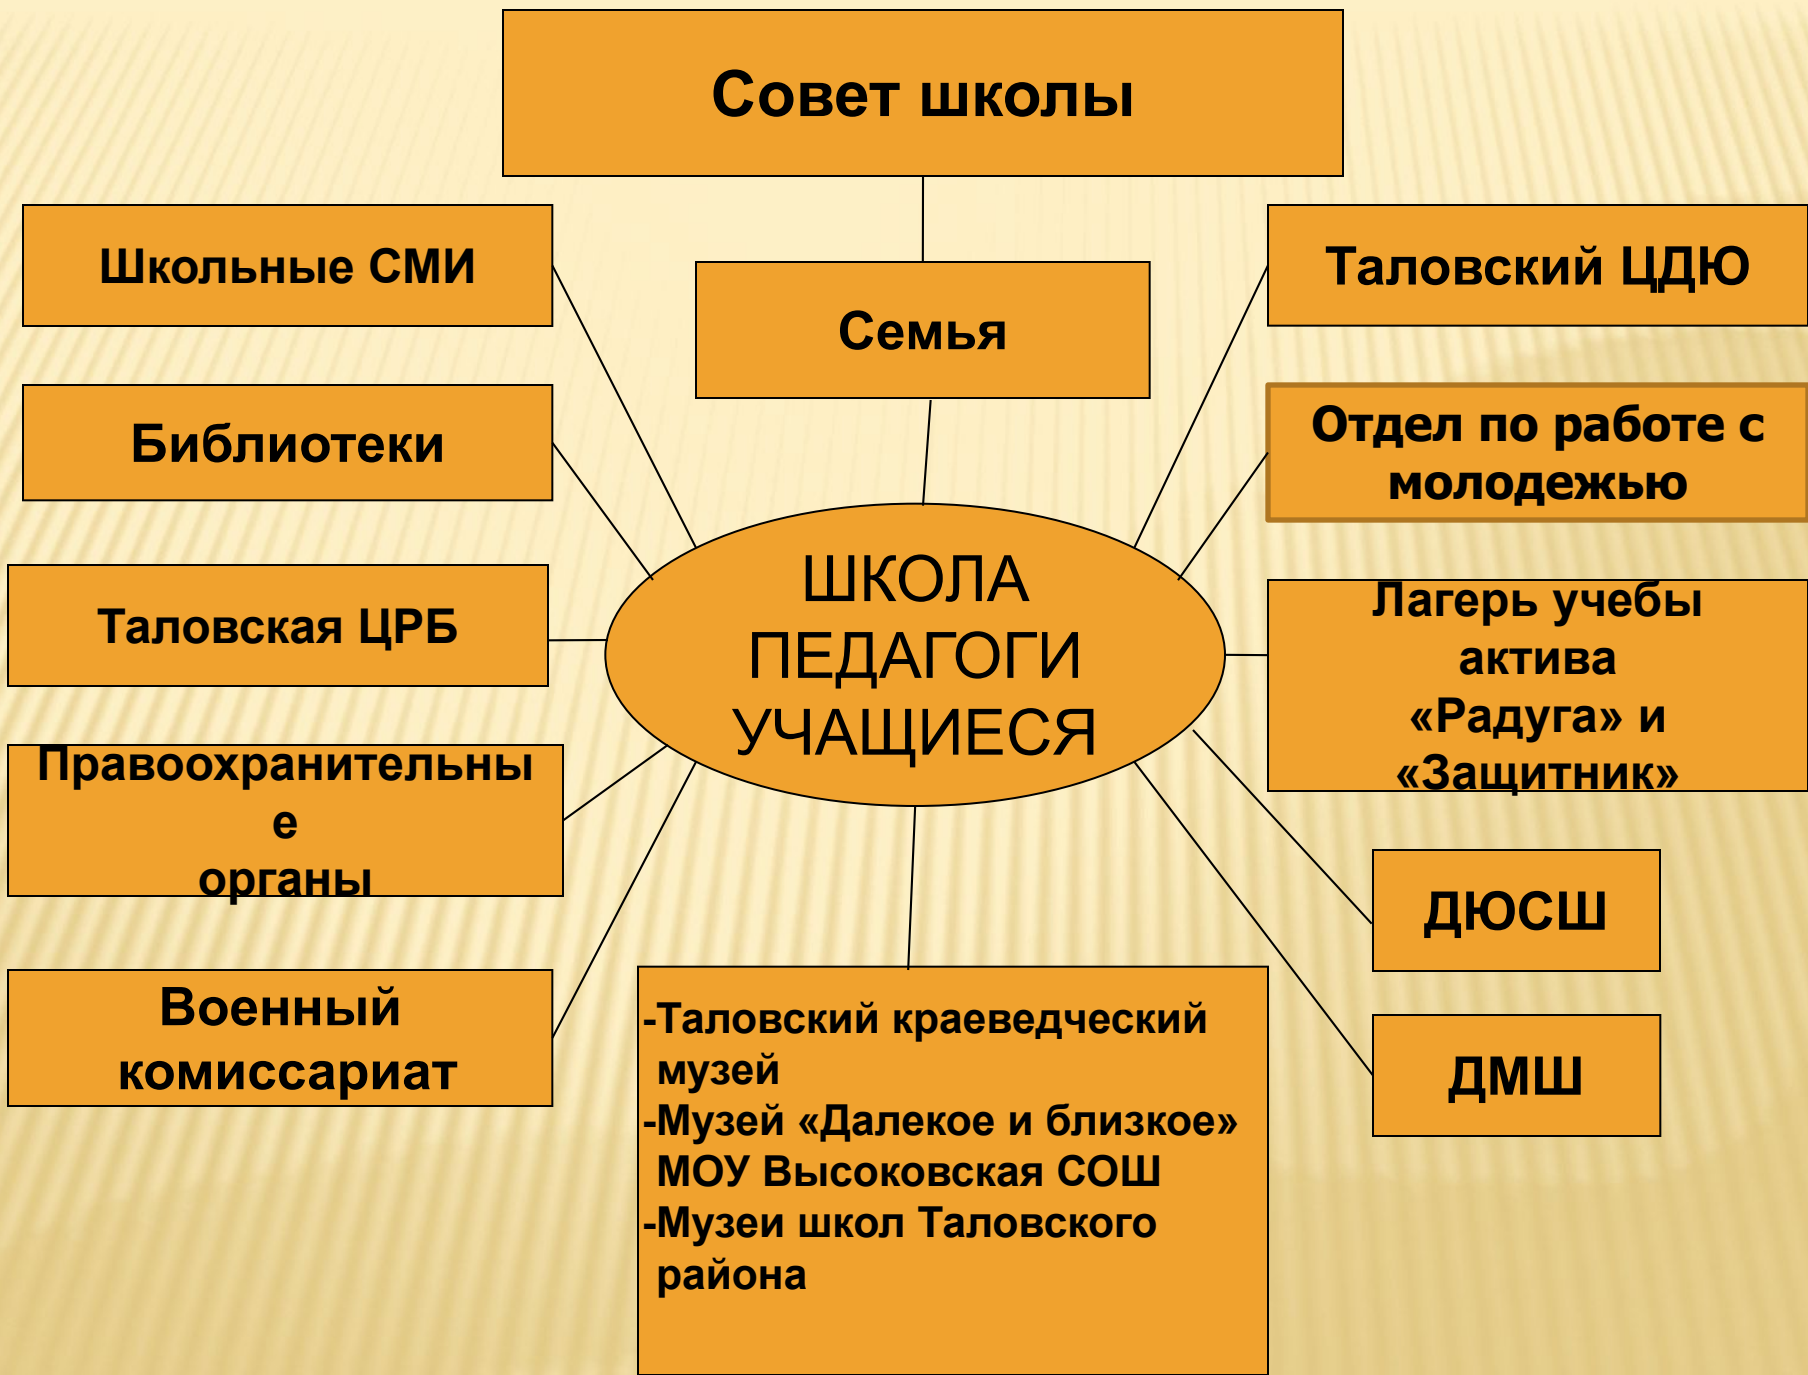 Совет школы
Школьные СМИ
Семья
Таловский ЦДЮ
Библиотеки
Отдел по работе с
молодежью
Таловская ЦРБ
ШКОЛА
ПЕДАГОГИ
УЧАЩИЕСЯ
Лагерь учебы
актива
«Радуга» и
«Защитник»
Правоохранительны
е
органы
ДЮСШ
Военный
комиссариат
-Таловский краеведческий
музей
-Музей «Далекое и близкое»
МОУ Высоковская СОШ
-Музеи школ Таловского
района
ДМШ